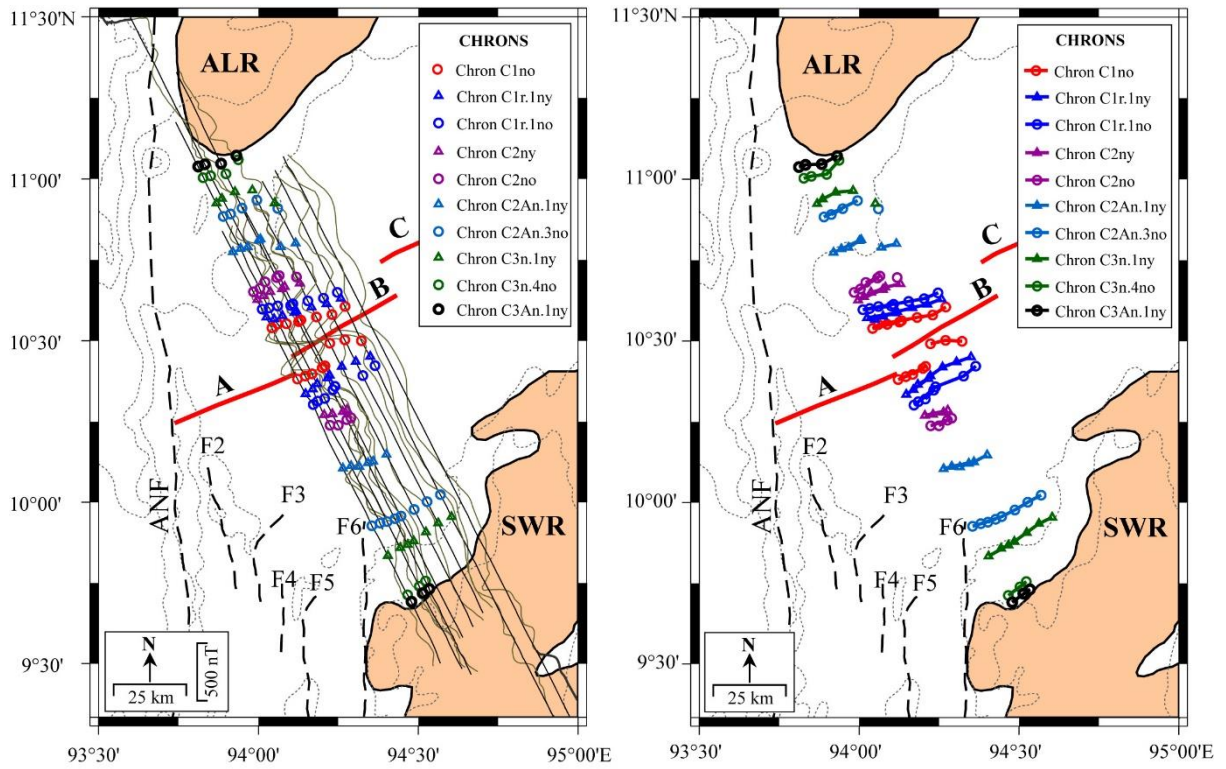 11°30'
11°00'
10°30'
10°00'
9°30'
93°30'
94°00'
94°30'
95°00'E
ALR
CHRONS
Chron C1no
Chron C1r.1ny
Chron C1r.1no
Chron C2ny
Chron C2no
Chron C2An.1ny
Chron C2An.3no
Chron C3n.1ny
Chron C3n.4no
Chron C3An.1ny
C
B
A
F2
F3
ANF
F6
SWR
F4
F5
N
25 km
500 nT
11°30'
11°00'
10°30'
10°00'
9°30'
93°30'
94°00'
94°30'
95°00'E
ALR
CHRONS
Chron C1no
Chron C1r.1ny
Chron C1r.1no
Chron C2ny
Chron C2no
Chron C2An.1ny
Chron C2An.3no
Chron C3n.1ny
Chron C3n.4no
Chron C3An.1ny
C
B
A
F2
F3
ANF
F6
SWR
F4
F5
N
25 km